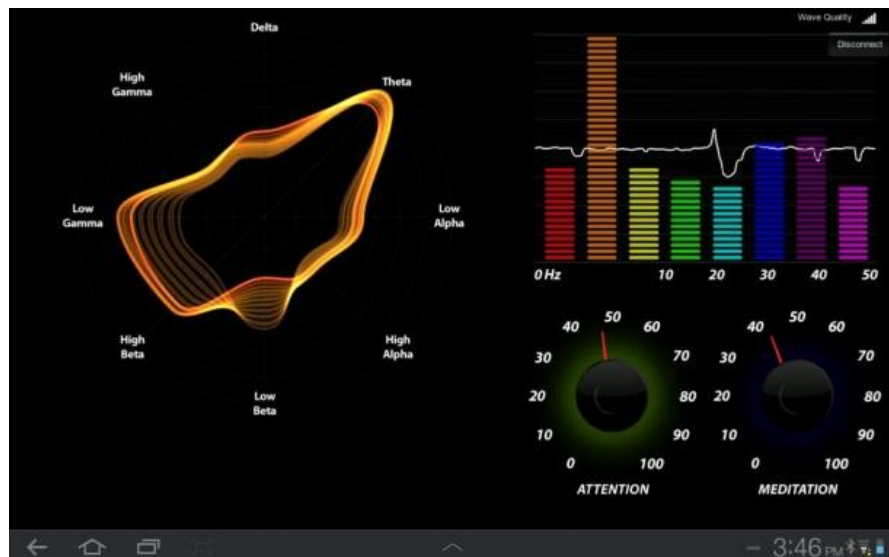 Wave Quality
Disconnect
Delta
Theta
Low
Alpha
High
Alpha
Low
Beta
High
Beta
Low
Gamma
High
Gamma
0 Hz 10 20 30 40 50
0 10 20 30 40 50 60 70 80 90 100
ATTENTION
0 10 20 30 40 50 60 70 80 90 100
MEDITATION
3:46 PM